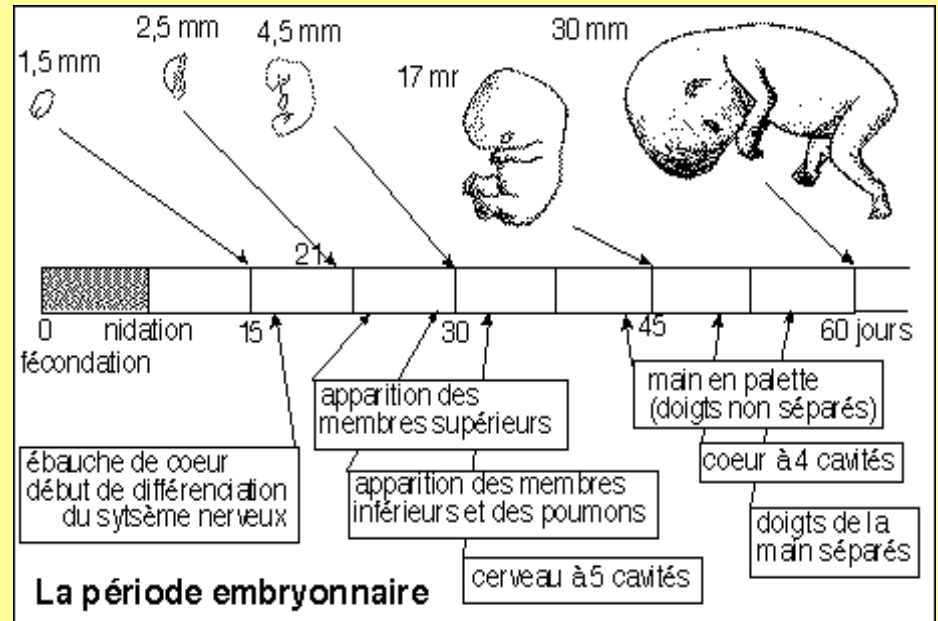 1,5 mm
2,5 mm
4,5 mm
17 mr
30 mm
21
0
nidation
15
30
45
60 jours
fécondation
ébauche de coeur
début de différenciation
du sytsème nerveux
apparition des
membres supérieurs
apparition des membres
inférieurs et des poumons
cerveau à 5 cavités
main en palette
(doigts non séparés)
coeur à 4 cavités
doigts de la
main séparés
La période embryonnaire